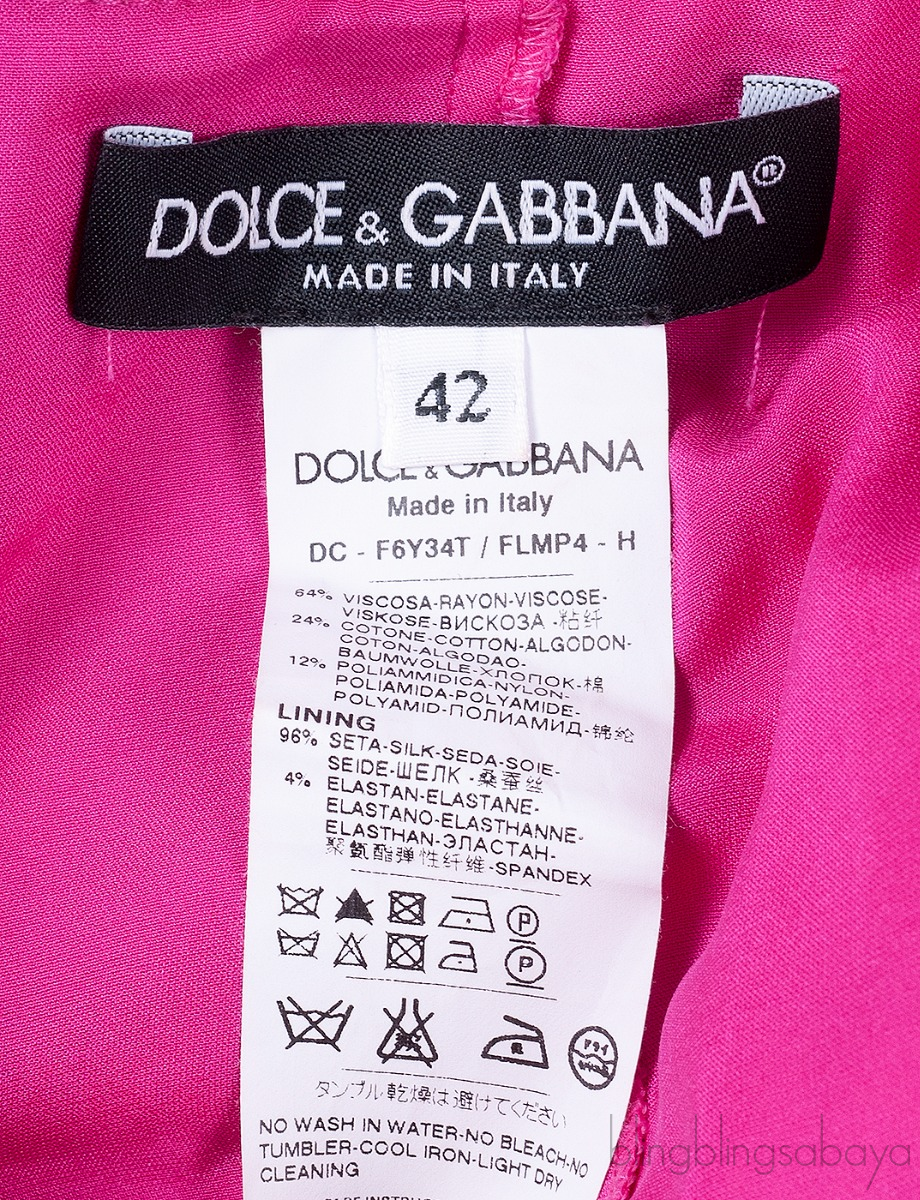 DOLCE & GABBANA®
MADE IN ITALY
42
DOLCE & GABBANA
Made in Italy
DC - F6Y34T / FLMP4 - H
64% VISCOSA-RAYON-VISCOSE-
VISKOSE-ВИСКОЗА -粘纤
24% COTONE-COTTON-ALGODON-
COTON-ALGODAO-
BAUMWOLLE-ХЛОПОК-棉
12% POLIAMMIDICA-NYLON-
POLIAMIDA-POLYAMIDE-
POLYAMID-ПОЛИАМИД-锦纶
LINING
96% SETA-SILK-SEDA-SOIE-
SEIDE-ШЕЛК -桑蚕丝
4% ELASTAN-ELASTANE-
ELASTANO-ELASTHANNE-
ELASTHAN-ЭЛАСТАН-
聚氨酯弹性纤维-SPANDEX
P
P
タンブル乾燥は避けてください
NO WASH IN WATER-NO BLEACH-NO
TUMBLER-COOL IRON-LIGHT DRY
CLEANING
bingblingsabaya